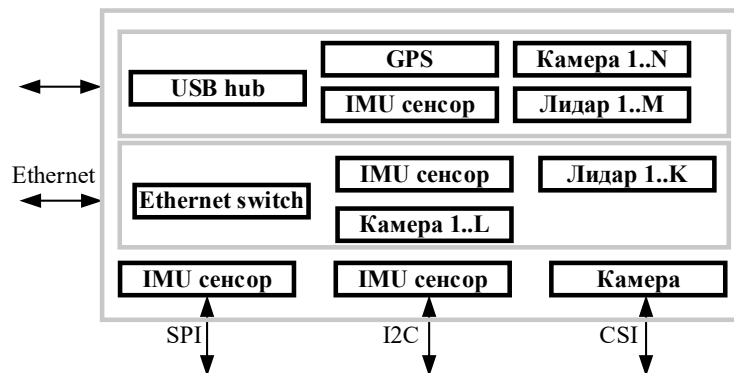 GPS
Камера 1..N
USB hub
IMU сенсор
Лидар 1..M
Ethernet
IMU сенсор
Лидар 1..K
Ethernet switch
Камера 1..L
IMU сенсор
IMU сенсор
Камера
SPI
I2C
CSI